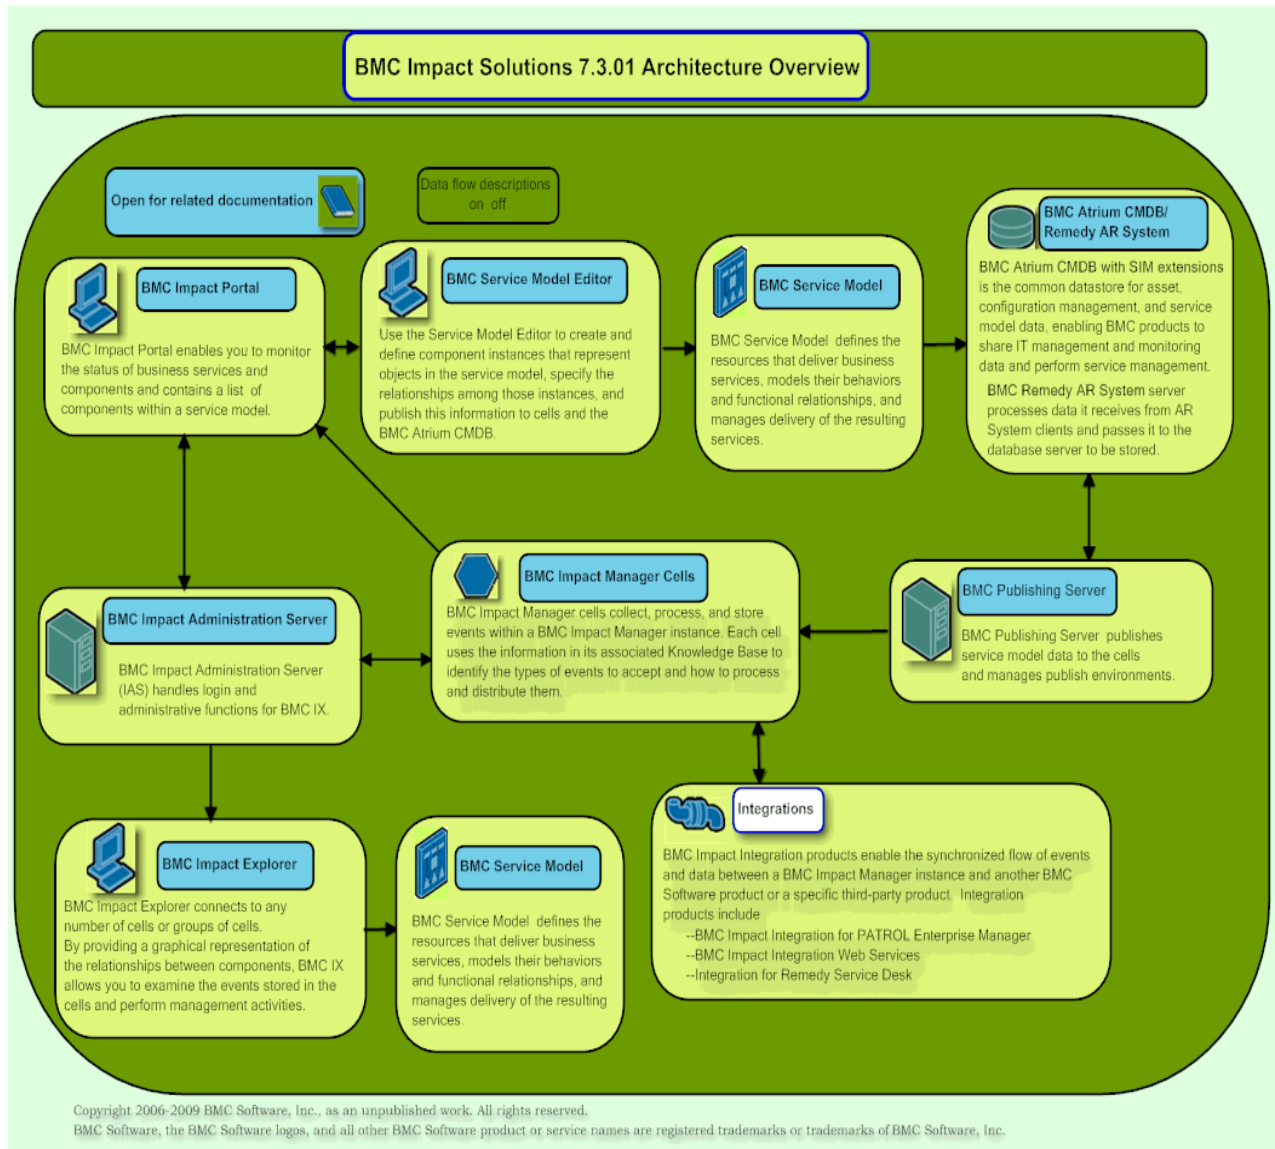 BMC Impact Solutions 7.3.01 Architecture Overview
Open for related documentation
Data flow descriptions
on off
BMC Impact Portal
BMC Impact Portal enables you to monitor
the status of business services and
components and contains a list of
components within a service model.
BMC Service Model Editor
Use the Service Model Editor to create and
define component instances that represent
objects in the service model, specify the
relationships among those instances, and
publish this information to cells and the
BMC Atrium CMDB.
BMC Service Model
BMC Service Model defines the
resources that deliver business
services, models their behaviors
and functional relationships, and
manages delivery of the resulting
services.
BMC Atrium CMDB/
Remedy AR System
BMC Atrium CMDB with SIM extensions
is the common datastore for asset,
configuration management, and service
model data, enabling BMC products to
share IT management and monitoring
data and perform service management.
BMC Remedy AR System server
processes data it receives from AR
System clients and passes it to the
database server to be stored.
BMC Impact Administration Server
BMC Impact Administration Server
(IAS) handles login and
administrative functions for BMC IX.
BMC Impact Manager Cells
BMC Impact Manager cells collect, process, and store
events within a BMC Impact Manager instance. Each cell
uses the information in its associated Knowledge Base to
identify the types of events to accept and how to process
and distribute them.
BMC Publishing Server
BMC Publishing Server publishes
service model data to the cells
and manages publish environments.
BMC Impact Explorer
BMC Impact Explorer connects to any
number of cells or groups of cells.
By providing a graphical representation of
the relationships between components, BMC IX
allows you to examine the events stored in the
cells and perform management activities.
BMC Service Model
BMC Service Model defines the
resources that deliver business
services, models their behaviors
and functional relationships, and
manages delivery of the resulting
services.
Integrations
BMC Impact Integration products enable the synchronized flow of events
and data between a BMC Impact Manager instance and another BMC
Software product or a specific third-party product. Integration
products include
--BMC Impact Integration for PATROL Enterprise Manager
--BMC Impact Integration Web Services
--Integration for Remedy Service Desk
Copyright 2006-2009 BMC Software, Inc., as an unpublished work. All rights reserved.
BMC Software, the BMC Software logos, and all other BMC Software product or service names are registered trademarks or trademarks of BMC Software, Inc.